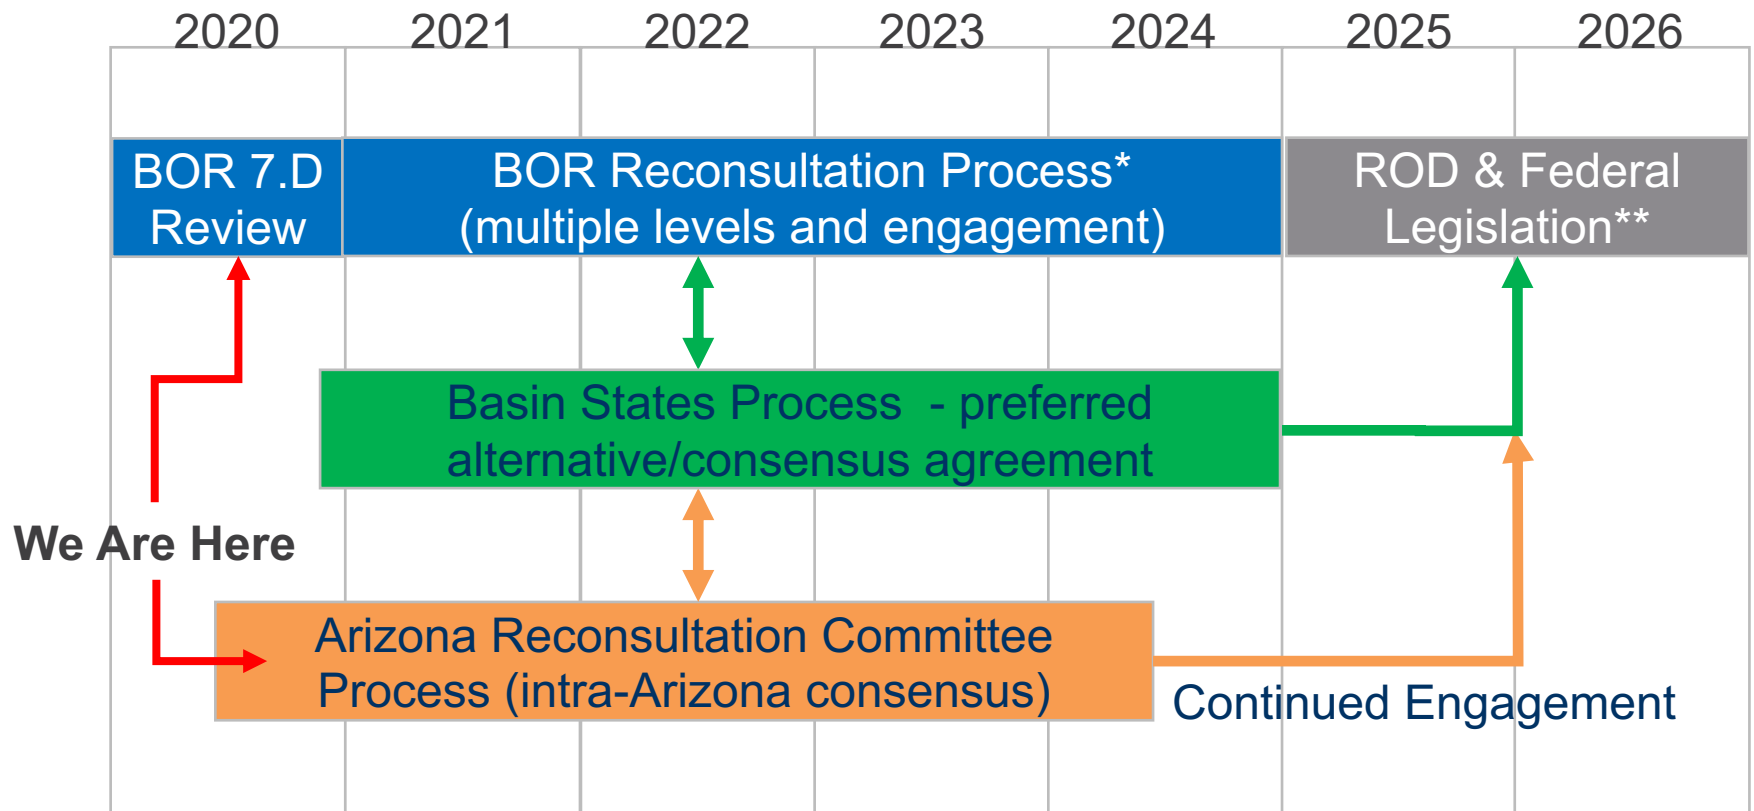 2020 2021 2022 2023 2024 2025 2026
BOR 7.D
Review
BOR Reconsultation Process*
(multiple levels and engagement)
ROD & Federal
Legislation**
Basin States Process  - preferred
alternative/consensus agreement
We Are Here
Arizona Reconsultation Committee
Process (intra-Arizona consensus)
Continued Engagement